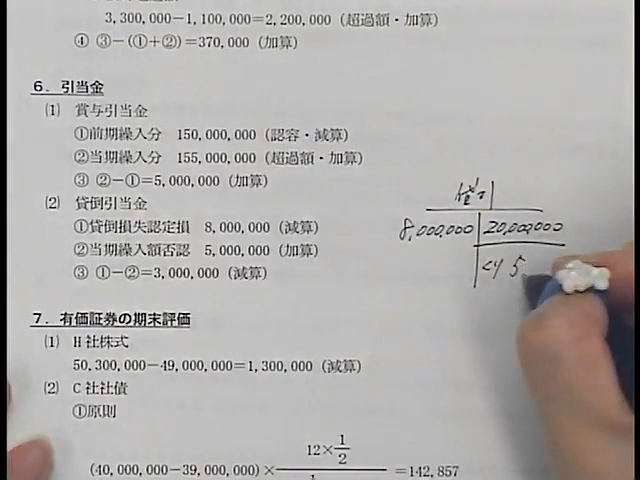 3,300,000−1,100,000=2,200,000（超過額・加算）
④ ③−(①+②)=370,000（加算）
6．引当金
(1) 賞与引当金
①前期繰入分 150,000,000（認容・減算）
②当期繰入分 155,000,000（超過額・加算）
③ ②−①=5,000,000（加算）
(2) 貸倒引当金
①貸倒損失認定損 8,000,000（減算）
②当期繰入額否認 5,000,000（加算）
③ ①−②=3,000,000（減算）
8,000,000 20,000,000
5
7．有価証券の期末評価
(1) H社株式
50,300,000−49,000,000=1,300,000（減算）
(2) C社社債
①原則
12×1/2
(40,000,000−39,000,000)× =142,857